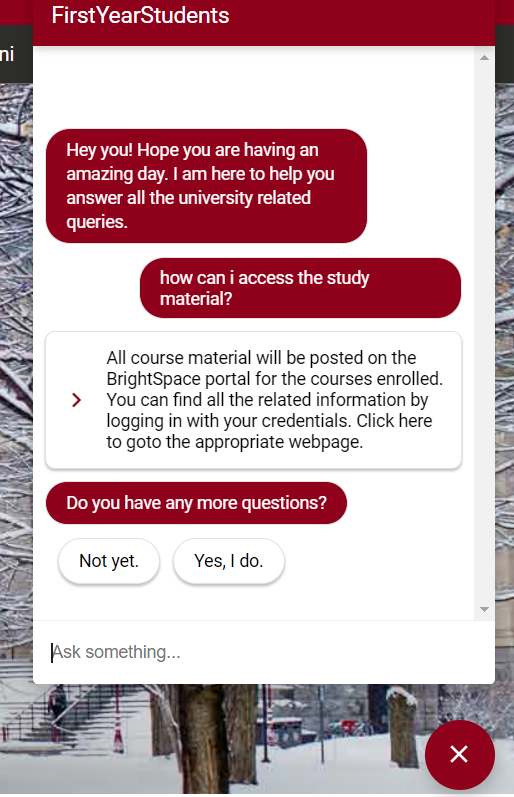 FirstYearStudents
ni
Hey you! Hope you are having an
amazing day. I am here to help you
answer all the university related
queries.
how can i access the study
material?
All course material will be posted on the
BrightSpace portal for the courses enrolled.
You can find all the related information by
logging in with your credentials. Click here
to goto the appropriate webpage.
Do you have any more questions?
Not yet.
Yes, I do.
Ask something...